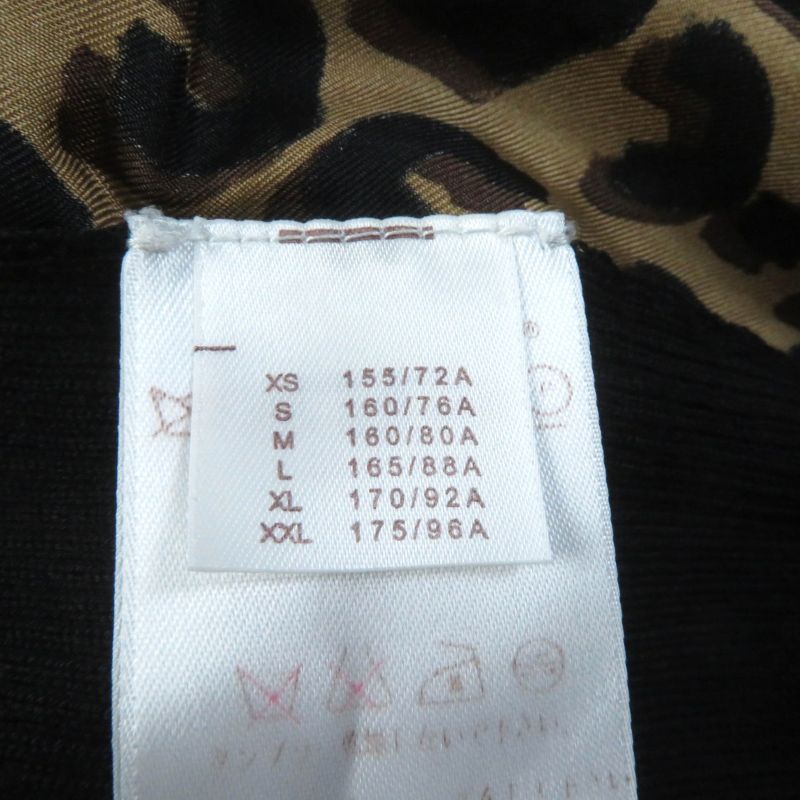 ®
XS 155/72A
S 160/76A
M 160/80A
L 165/88A
XL 170/92A
XXL 175/96A